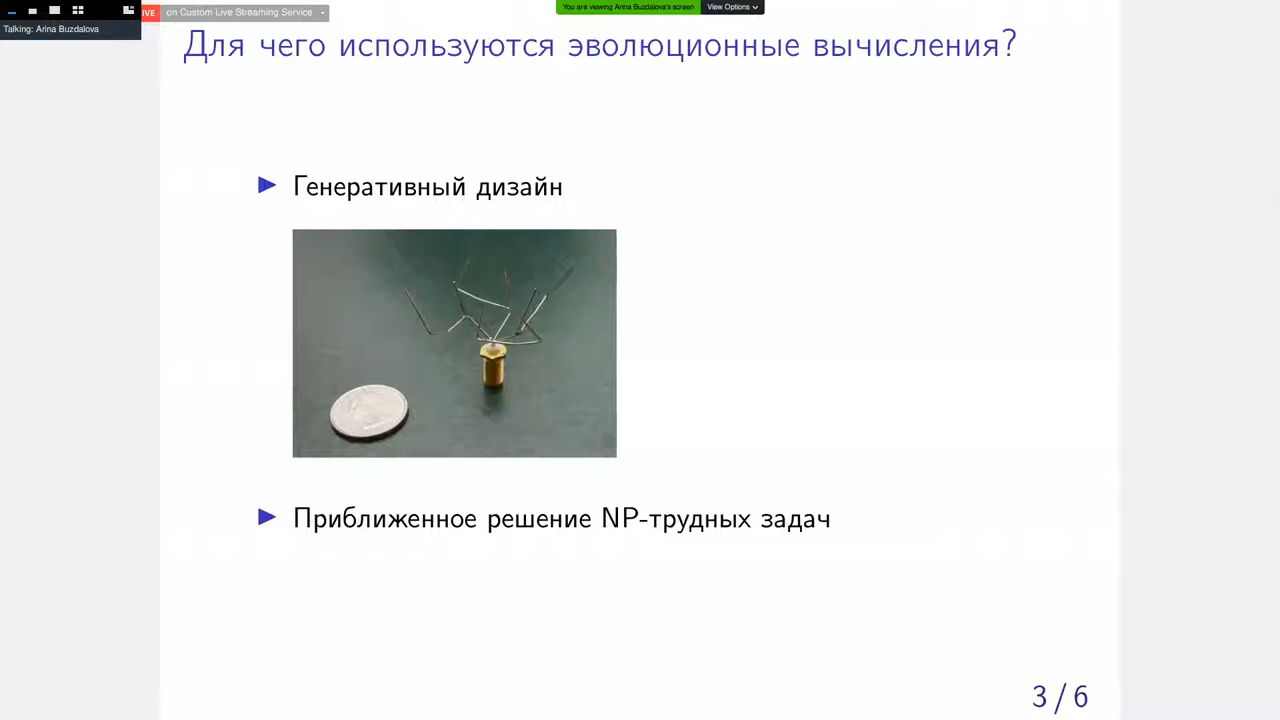 LIVE on Custom Live Streaming Service
You are viewing Arina Buzdalova's screen
View Options
Talking: Arina Buzdalova
Для чего используются эволюционные вычисления?
Генеративный дизайн
Приближенное решение NP-трудных задач
3 / 6